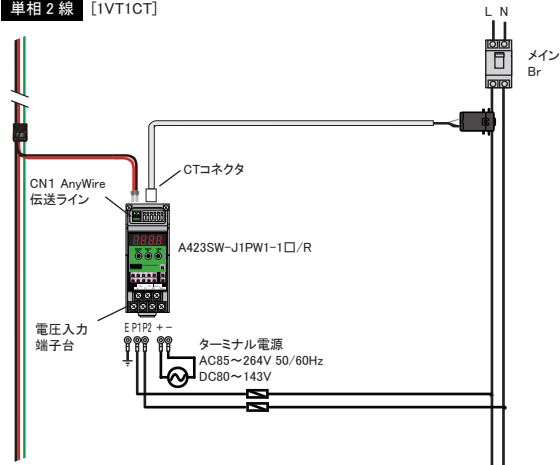 単相2線 [1VT1CT]
L N
メイン
Br
CTコネクタ
CN1 AnyWire
伝送ライン
A423SW-J1PW1-1□/R
電圧入力
端子台
E P1 P2 + -
ターミナル電源
AC85～264V 50/60Hz
DC80～143V